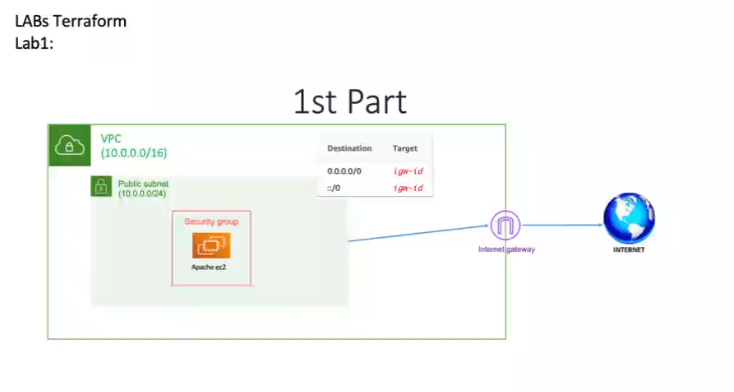 LABs Terraform
Lab1:
1st Part
VPC
(10.0.0.0/16)
Destination Target
0.0.0.0/0 igw-id
::/0 igw-id
Public subnet
(10.0.0.0/24)
Security group
Apache ec2
Internet gateway
INTERNET